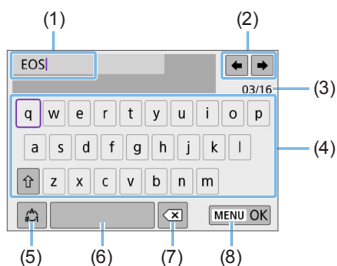 (1) (2)
EOS
03/16 (3)
q w e r t y u i o p
a s d f g h j k l (4)
z x c v b n m
MENU OK
(5) (6) (7) (8)